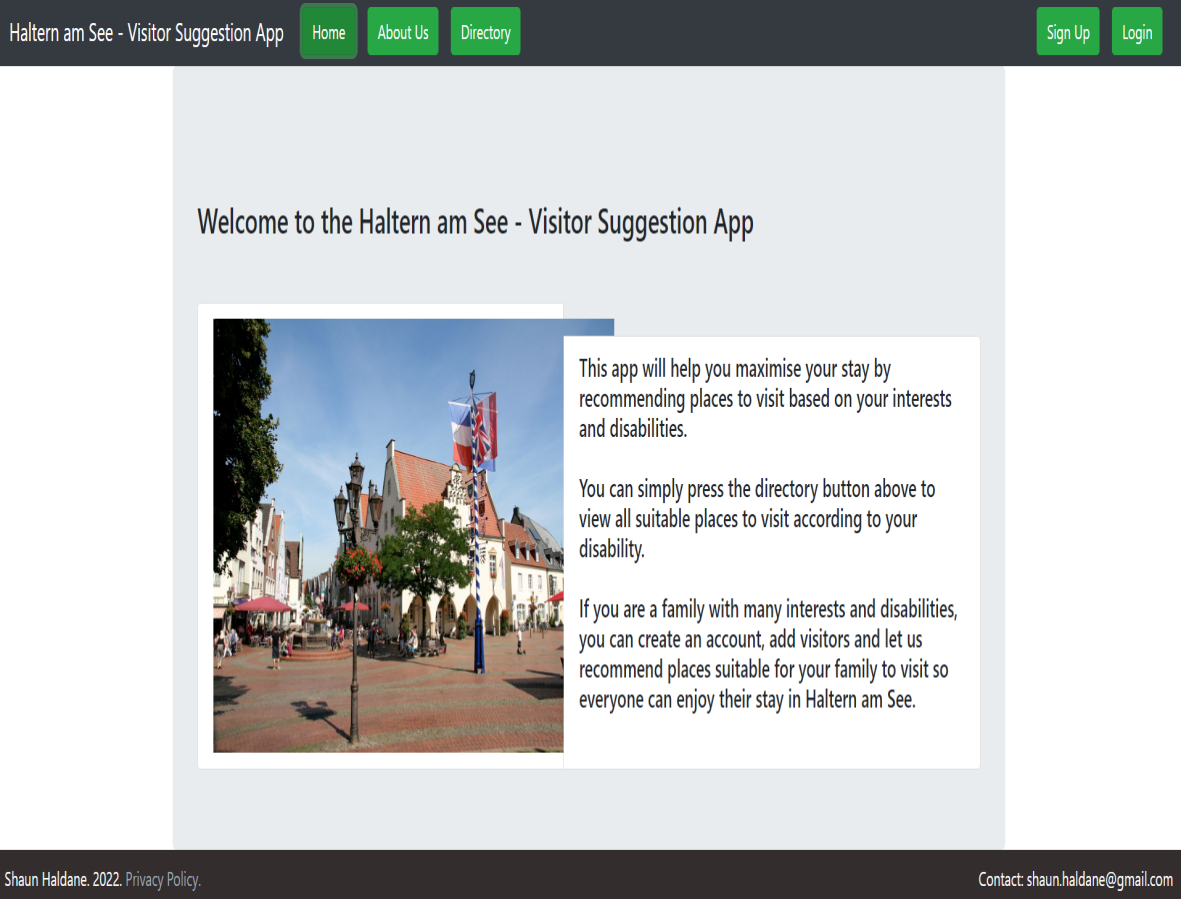 Haltern am See - Visitor Suggestion App Home About Us Directory Sign Up Login
Welcome to the Haltern am See - Visitor Suggestion App
This app will help you maximise your stay by
recommending places to visit based on your interests
and disabilities.
You can simply press the directory button above to
view all suitable places to visit according to your
disability.
If you are a family with many interests and disabilities,
you can create an account, add visitors and let us
recommend places suitable for your family to visit so
everyone can enjoy their stay in Haltern am See.
Shaun Haldane. 2022. Privacy Policy. Contact: shaun.haldane@gmail.com